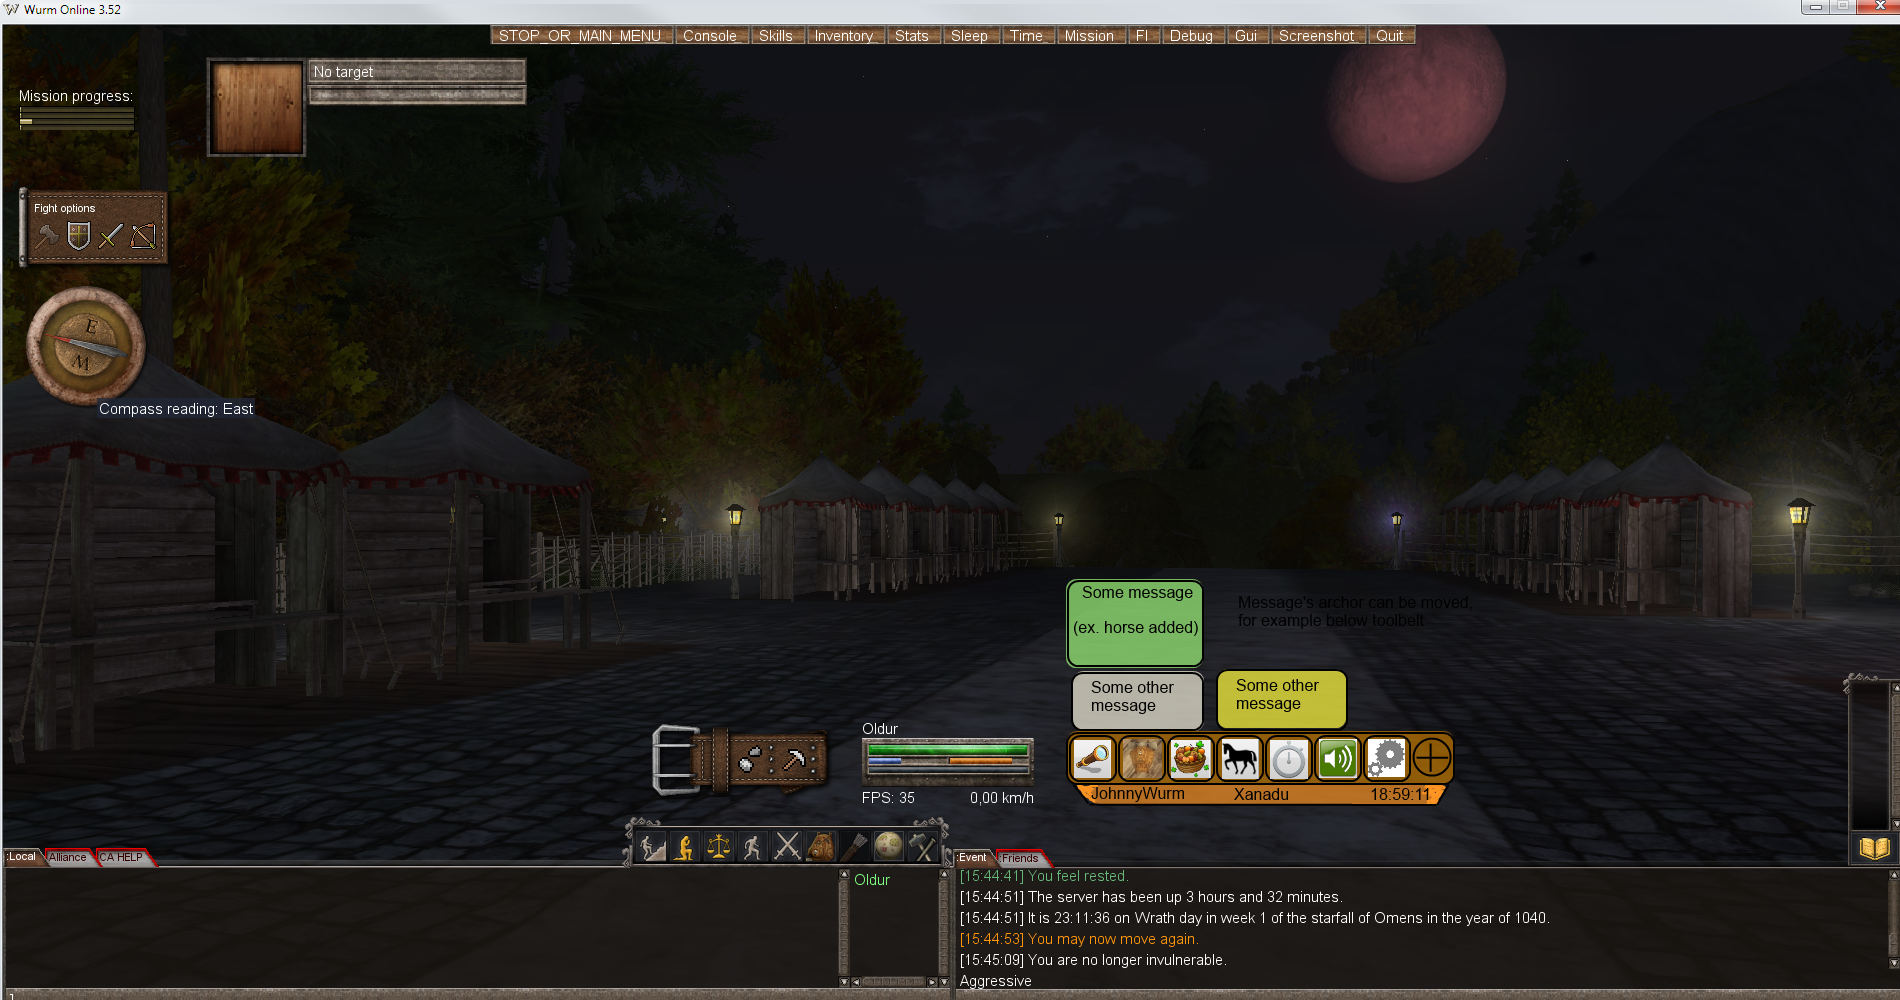 Wurm Online 3.52
STOP_OR_MAIN_MENU Console Skills Inventory Stats Sleep Time Mission FI Debug Gui Screenshot Quit
No target
Mission progress:
Fight options
E
W
Compass reading: East
Some message
(ex. horse added)
Message's archor can be moved,
for example below toolbelt
Some other
message
Some other
message
Oldur
FPS: 35 0,00 km/h
JohnnyWurm Xanadu 18:59:11
:Local Alliance CA HELP
Oldur
:Event :Friends
[15:44:41] You feel rested.
[15:44:51] The server has been up 3 hours and 32 minutes.
[15:44:51] It is 23:11:36 on Wrath day in week 1 of the starfall of Omens in the year of 1040.
[15:44:53] You may now move again.
[15:45:09] You are no longer invulnerable.
Aggressive